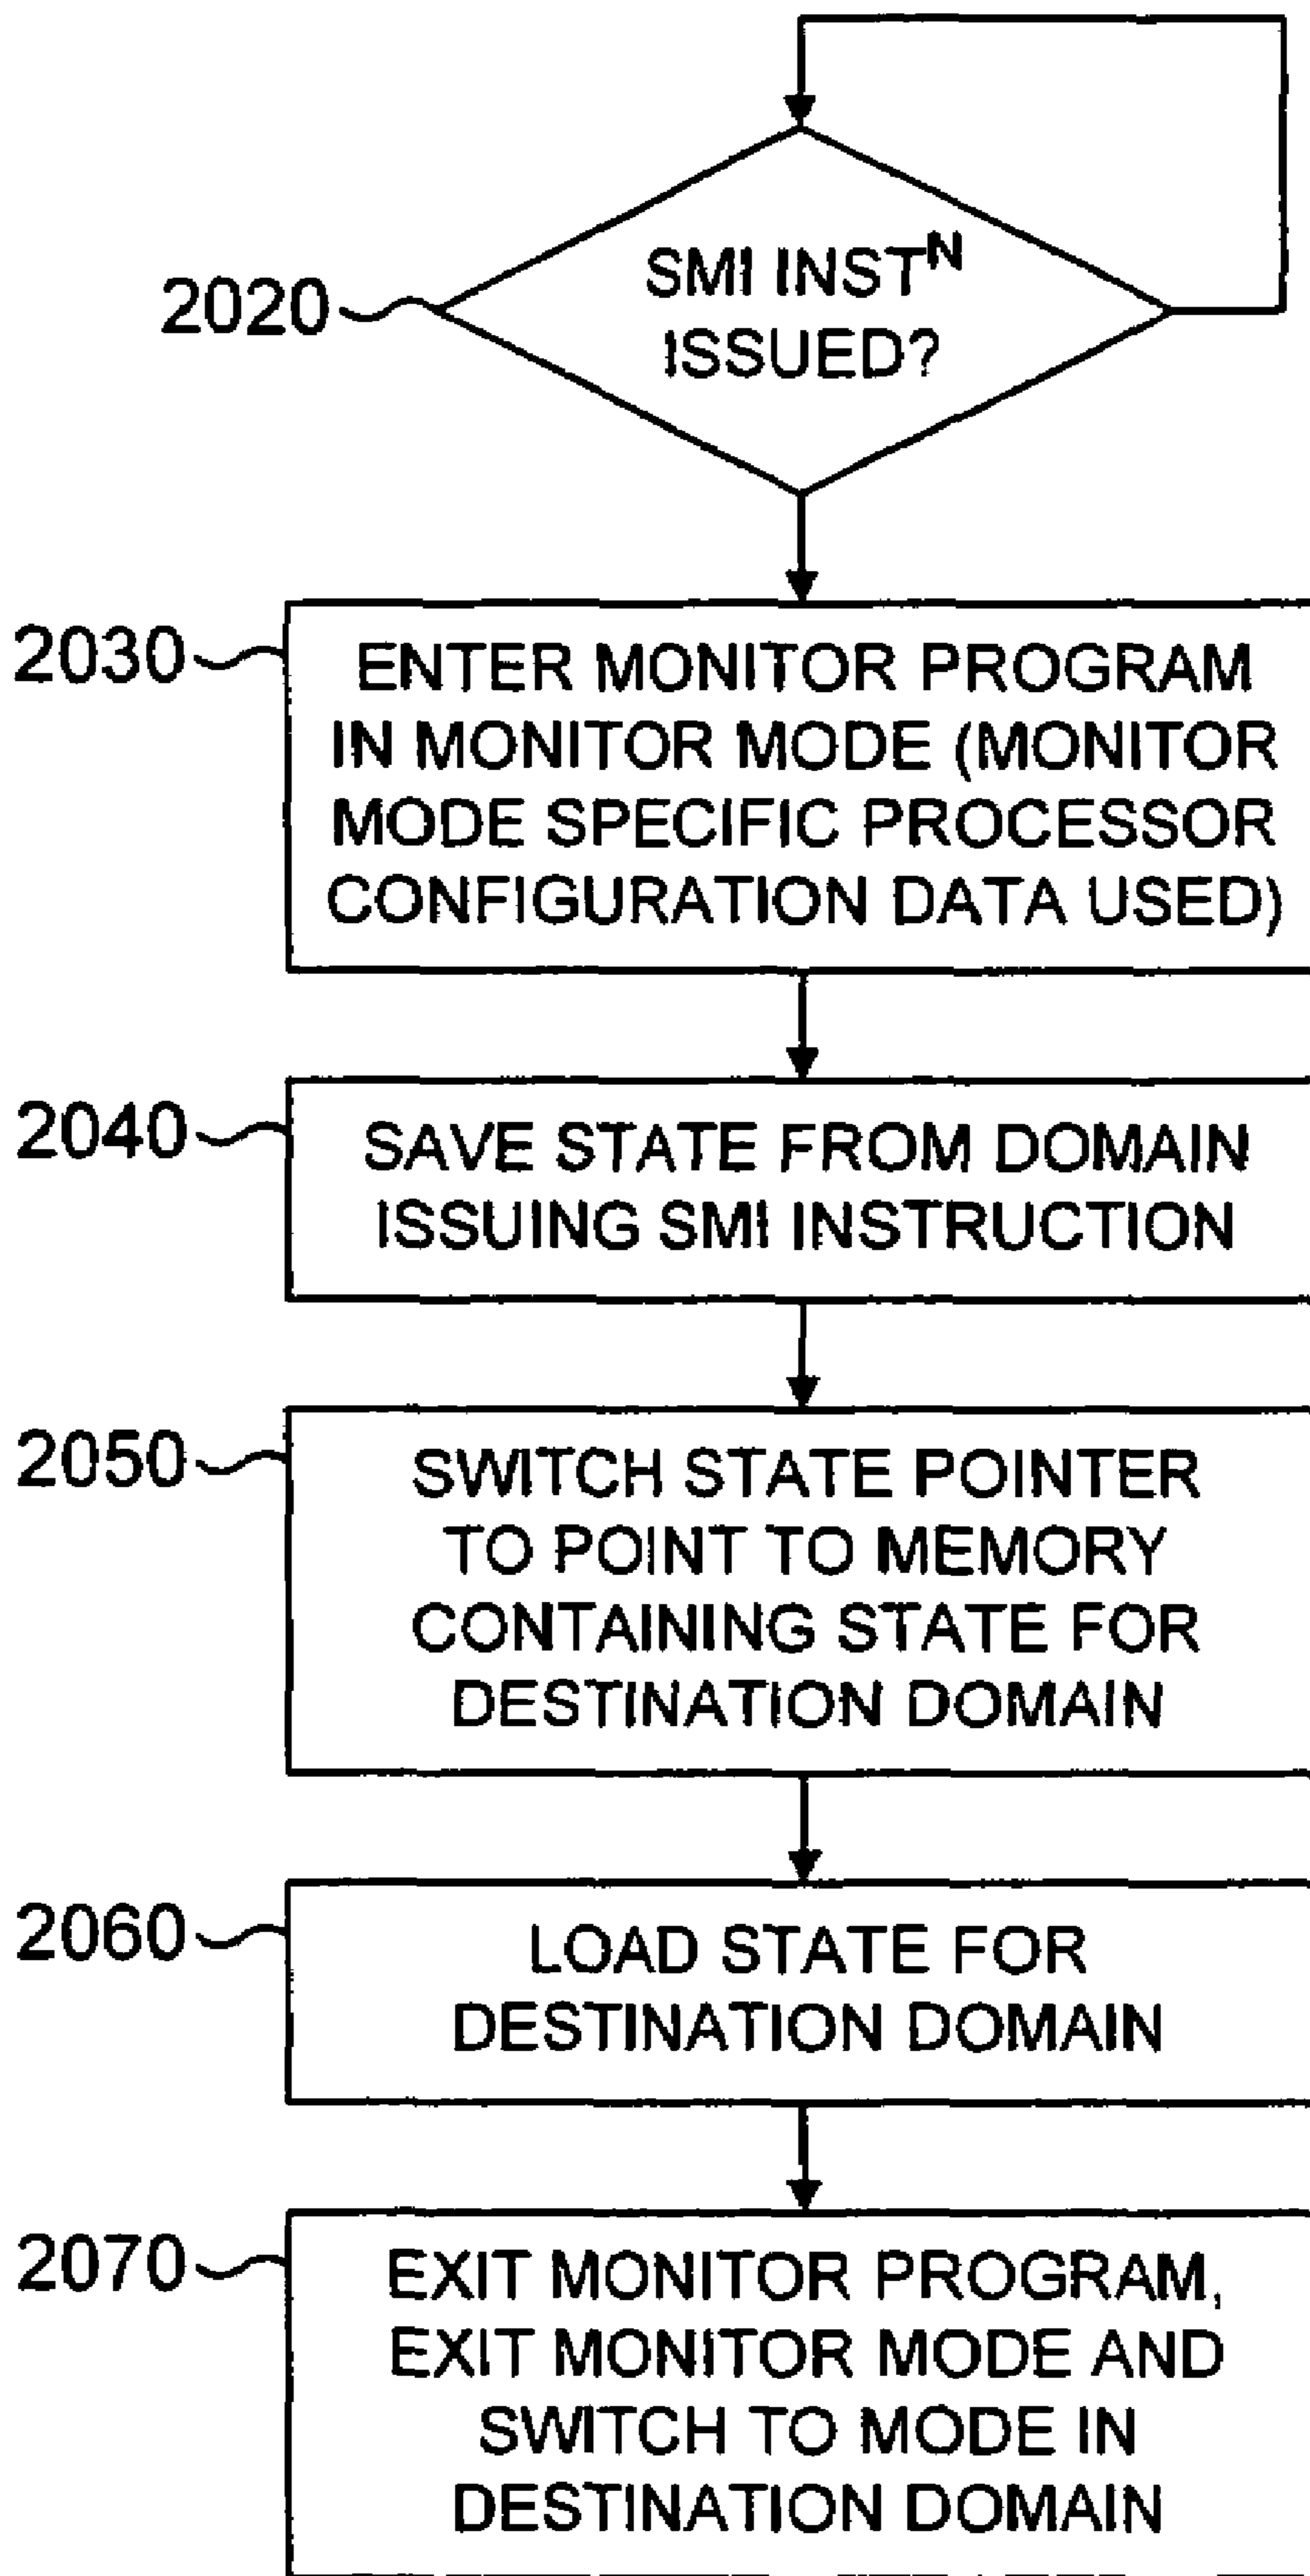 SMI INST^N
2020 ISSUED?
2030 ENTER MONITOR PROGRAM
IN MONITOR MODE (MONITOR
MODE SPECIFIC PROCESSOR
CONFIGURATION DATA USED)
2040 SAVE STATE FROM DOMAIN
ISSUING SMI INSTRUCTION
2050 SWITCH STATE POINTER
TO POINT TO MEMORY
CONTAINING STATE FOR
DESTINATION DOMAIN
2060 LOAD STATE FOR
DESTINATION DOMAIN
2070 EXIT MONITOR PROGRAM,
EXIT MONITOR MODE AND
SWITCH TO MODE IN
DESTINATION DOMAIN